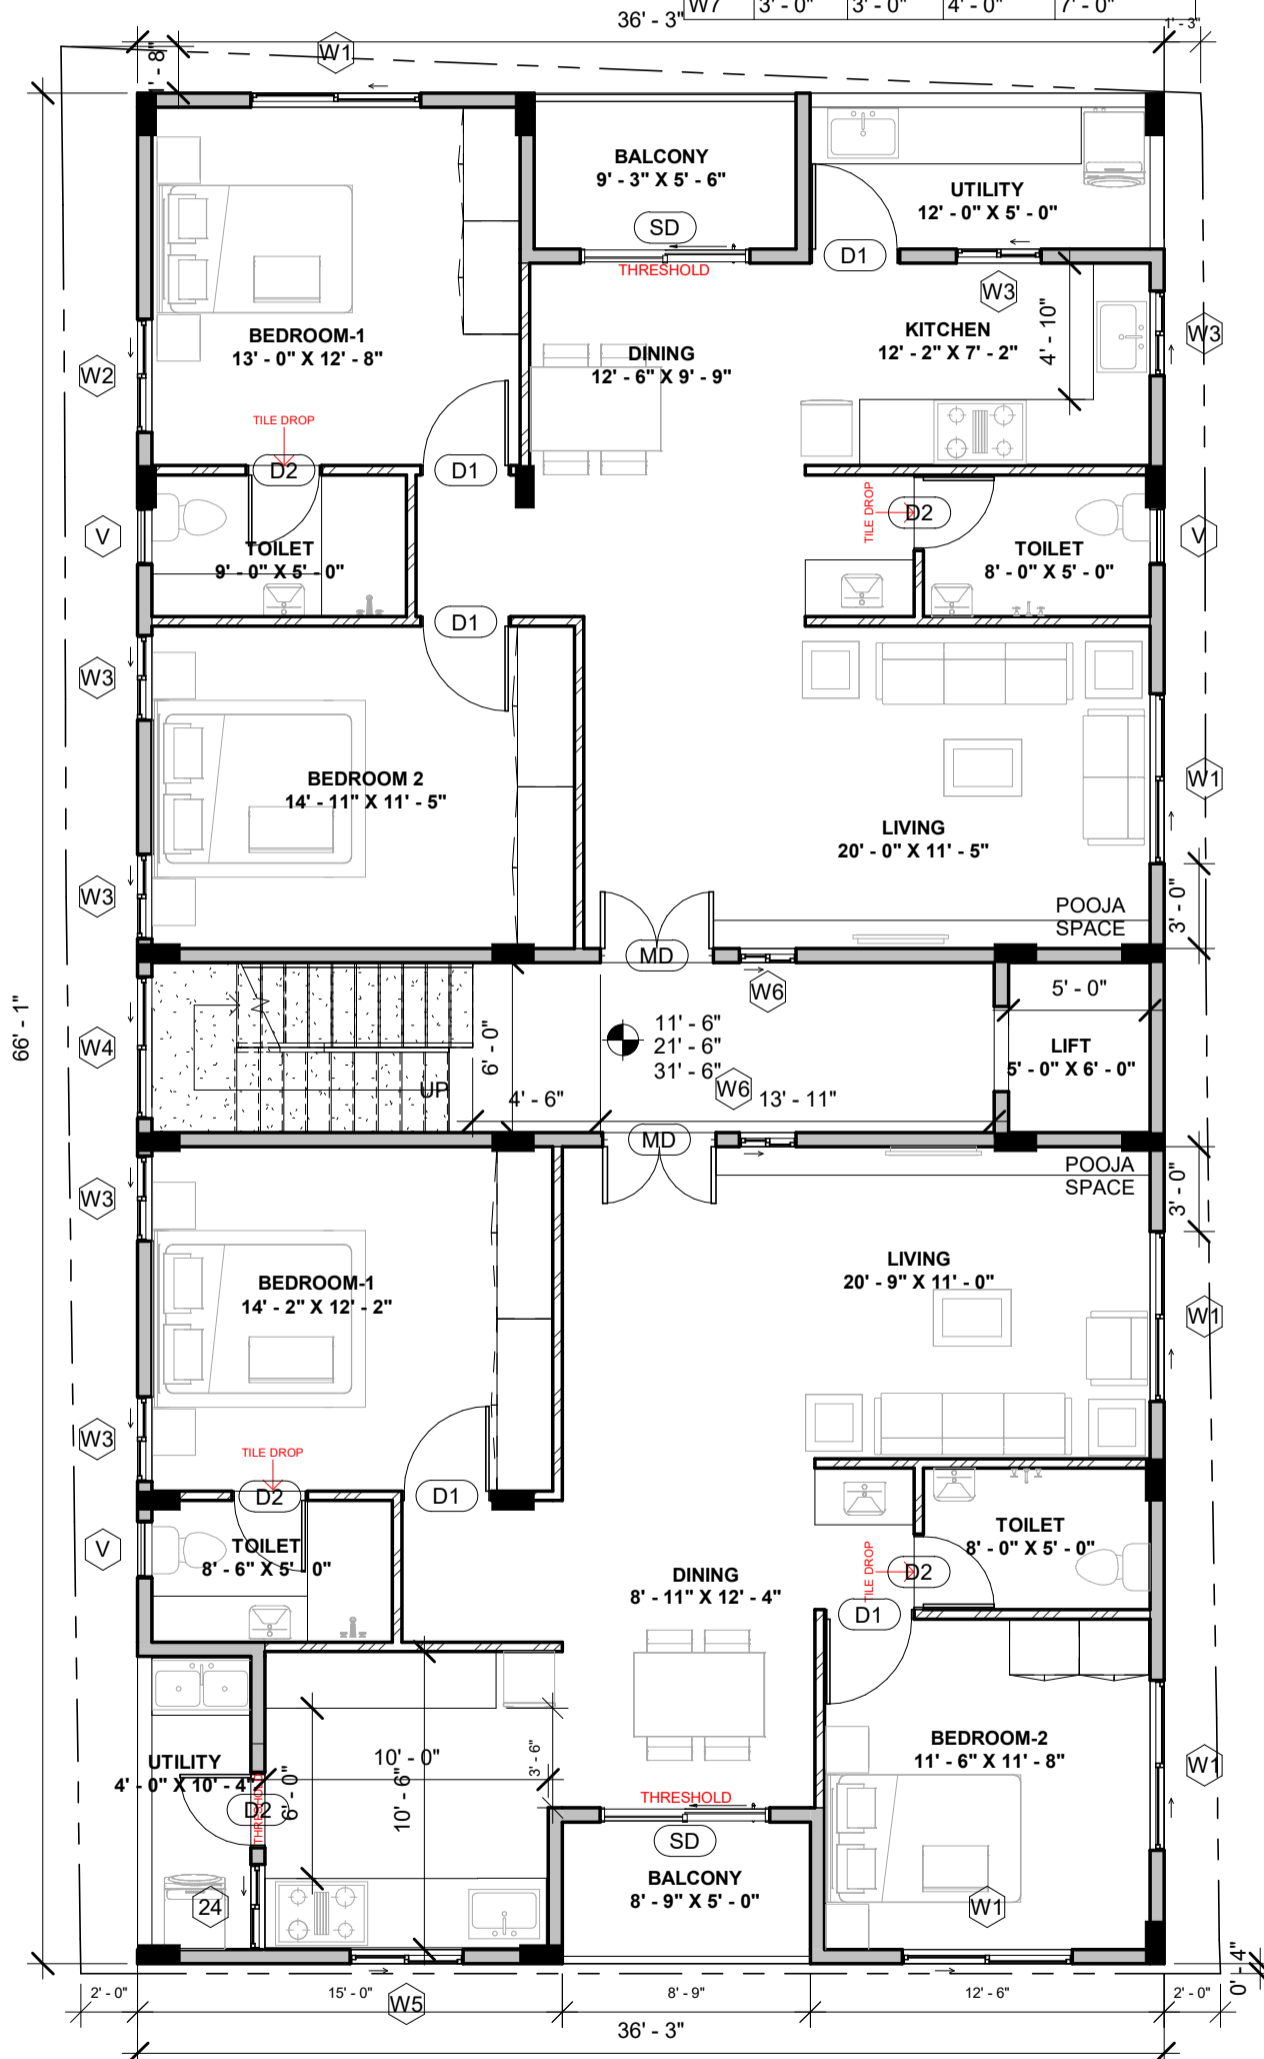 W7 3' - 0" 3' - 0" 4' - 0" 7' - 0"
36' - 3"
1' - 3"
W1
' - 8"
BALCONY
9' - 3" X 5' - 6"
SD
THRESHOLD
UTILITY
12' - 0" X 5' - 0"
D1
W3
BEDROOM-1
13' - 0" X 12' - 8"
DINING
12' - 6" X 9' - 9"
KITCHEN
12' - 2" X 7' - 2"
4' - 10"
W3
W2
TILE DROP
D2
D1
TILE DROP
D2
V
TOILET
9' - 0" X 5' - 0"
TOILET
8' - 0" X 5' - 0"
V
D1
W3
BEDROOM 2
14' - 11" X 11' - 5"
W1
LIVING
20' - 0" X 11' - 5"
W3
POOJA
SPACE
3' - 0"
MD
W6
5' - 0"
66' - 1"
W4
UP
6' - 0"
4' - 6"
11' - 6"
21' - 6"
31' - 6"
W6
13' - 11"
LIFT
5' - 0" X 6' - 0"
MD
POOJA
SPACE
3' - 0"
W3
BEDROOM-1
14' - 2" X 12' - 2"
LIVING
20' - 9" X 11' - 0"
W1
W3
TILE DROP
D2
D1
V
TOILET
8' - 6" X 5' - 0"
TOILET
8' - 0" X 5' - 0"
TILE DROP
D2
D1
DINING
8' - 11" X 12' - 4"
UTILITY
4' - 0" X 10' - 4"
D2
THRESHOLD
6' - 0"
10' - 0"
10' - 6"
3' - 6"
BEDROOM-2
11' - 6" X 11' - 8"
W1
THRESHOLD
SD
BALCONY
8' - 9" X 5' - 0"
24
W1
0' - 4"
2' - 0" 15' - 0" 8' - 9" 12' - 6" 2' - 0"
W5
36' - 3"